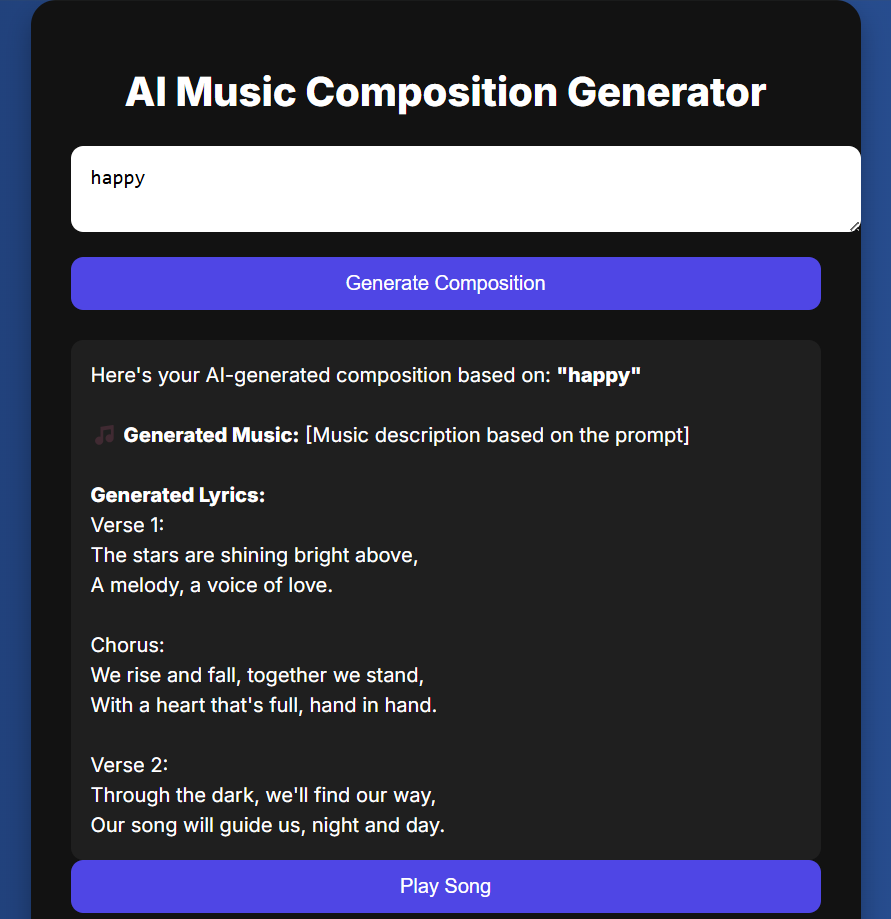 AI Music Composition Generator
happy
Generate Composition
Here's your AI-generated composition based on: "happy"
🎵 Generated Music: [Music description based on the prompt]
Generated Lyrics:
Verse 1:
The stars are shining bright above,
A melody, a voice of love.
Chorus:
We rise and fall, together we stand,
With a heart that's full, hand in hand.
Verse 2:
Through the dark, we'll find our way,
Our song will guide us, night and day.
Play Song